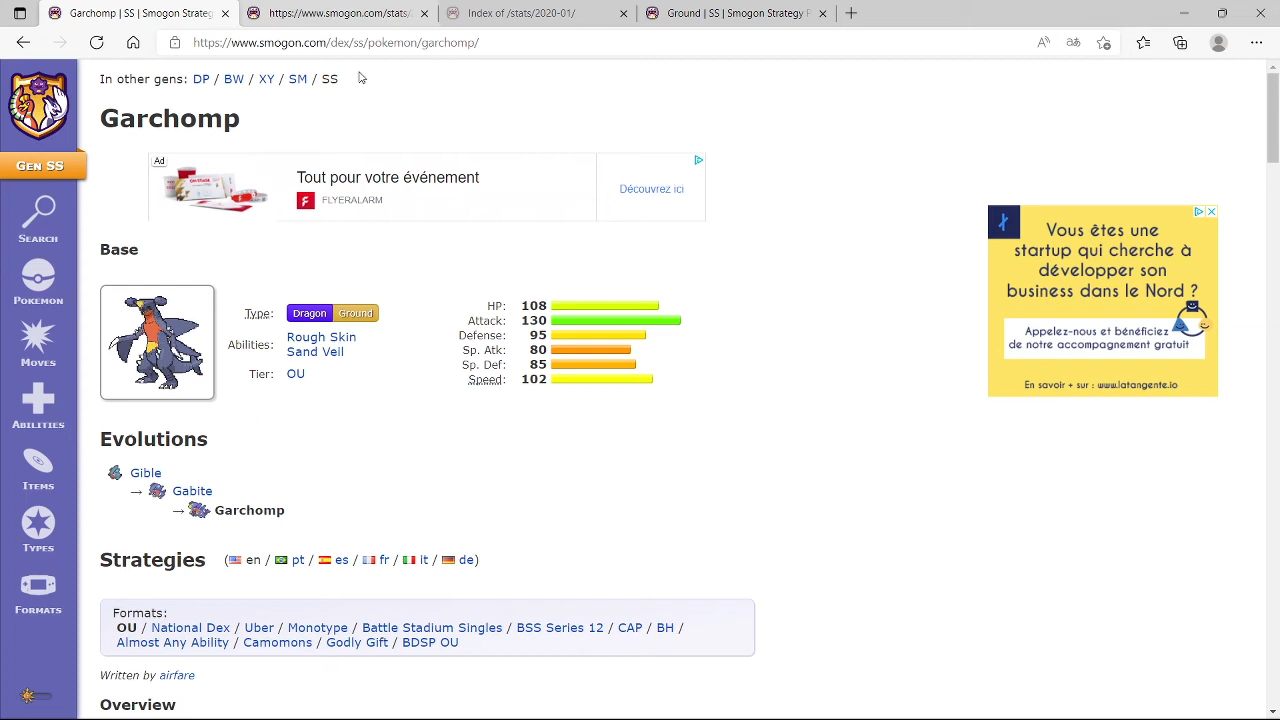 Garchomp | SS | Smogon Strateg
https://www.smogon.com/stats/
Index of /stats/2020-01/
Ground | SS | Smogon Strategy P
https://www.smogon.com/dex/ss/pokemon/garchomp/
In other gens: DP / BW / XY / SM / SS
Garchomp
GEN SS
SEARCH
POKEMON
MOVES
ABILITIES
ITEMS
TYPES
FORMATS
Ad
Tout pour votre événement
FLYERALARM
Découvrez ici
Vous êtes une
startup qui cherche à
développer son
business dans le Nord ?
Appelez-nous et bénéficiez
de notre accompagnement gratuit
En savoir + sur : www.latangente.io
Base
Type: Dragon Ground
Abilities: Rough Skin
Sand Veil
Tier: OU
HP: 108
Attack: 130
Defense: 95
Sp. Atk: 80
Sp. Def: 85
Speed: 102
Evolutions
Gible
→ Gabite
→ Garchomp
Strategies (en / pt / es / fr / it / de)
Formats:
OU / National Dex / Uber / Monotype / Battle Stadium Singles / BSS Series 12 / CAP / BH /
Almost Any Ability / Camomons / Godly Gift / BDSP OU
Written by airfare
Overview